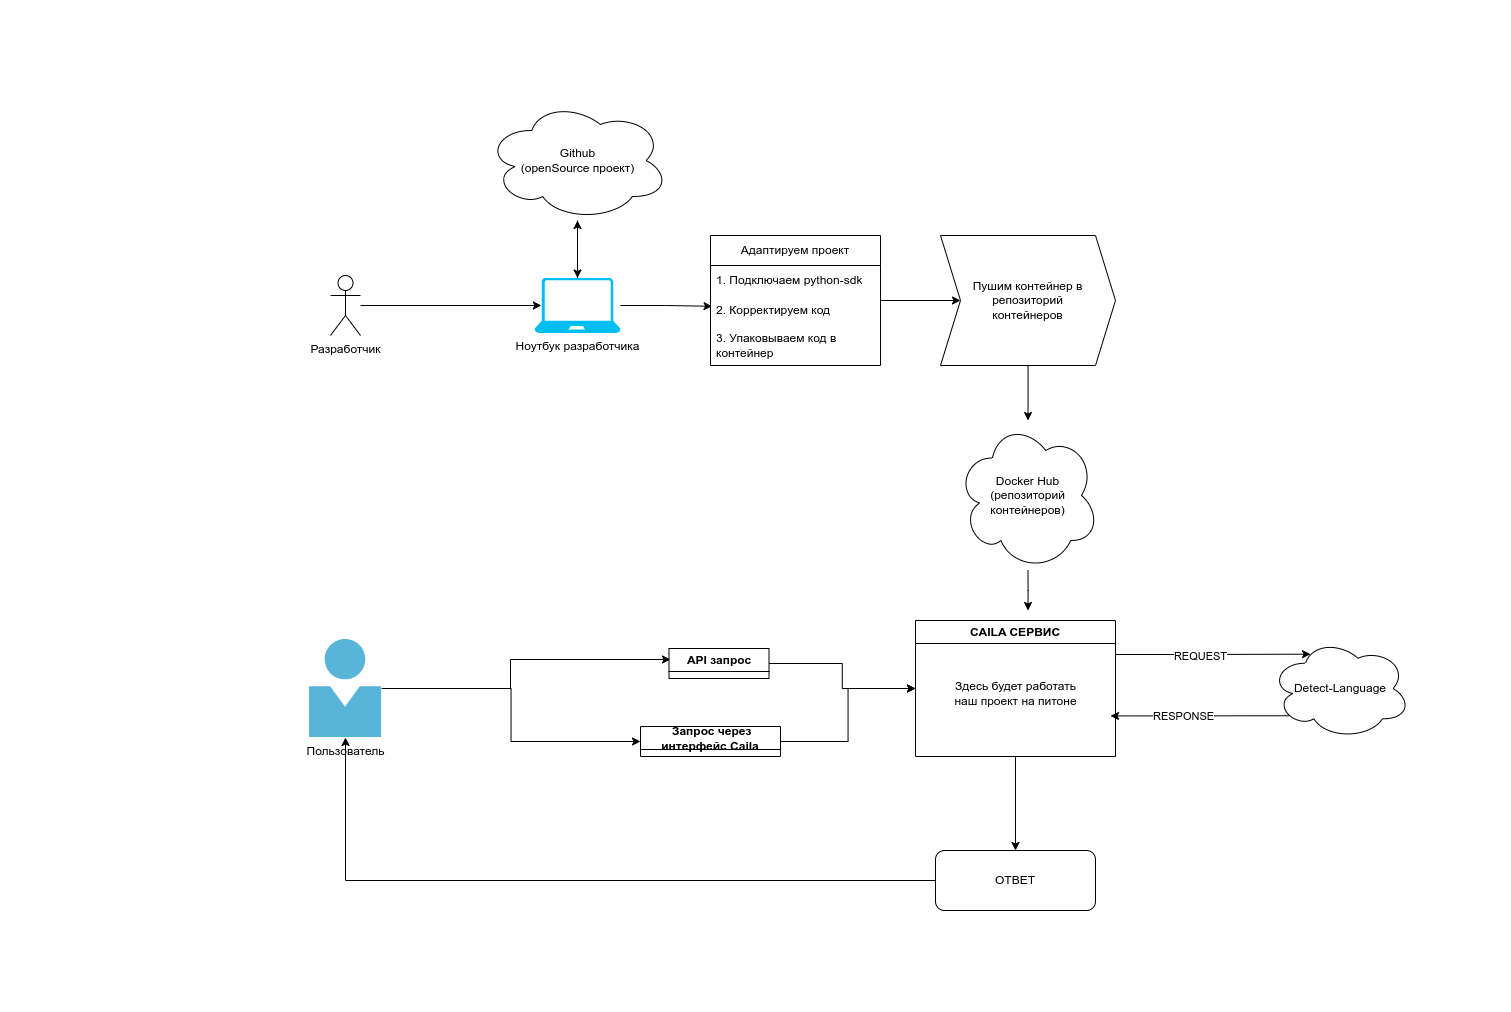 Github
(openSource проект)
Разработчик
Ноутбук разработчика
Адаптируем проект
1. Подключаем python-sdk
2. Корректируем код
3. Упаковываем код в
контейнер
Пушим контейнер в
репозиторий
контейнеров
Docker Hub
(репозиторий
контейнеров)
Пользователь
API запрос
Запрос через
интерфейс Caila
CAILA СЕРВИС
Здесь будет работать
наш проект на питоне
REQUEST
RESPONSE
Detect-Language
ОТВЕТ